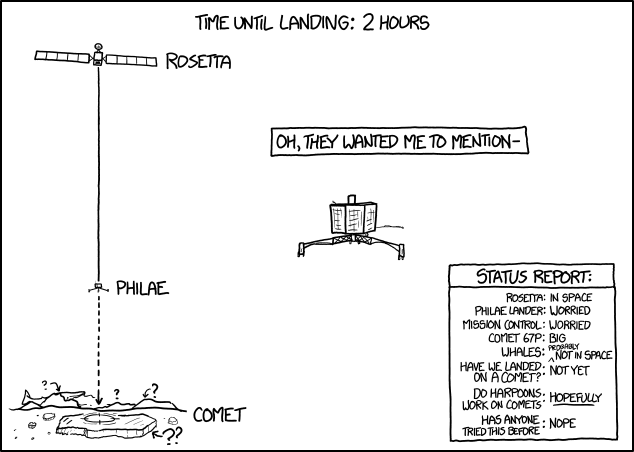 TIME UNTIL LANDING: 2 HOURS
ROSETTA
OH, THEY WANTED ME TO MENTION-
PHILAE
?
?
?
COMET
??
STATUS REPORT:
ROSETTA: IN SPACE
PHILAE LANDER: WORRIED
MISSION CONTROL: WORRIED
COMET 67P: BIG
WHALES: PROBABLY NOT IN SPACE
HAVE WE LANDED ON A COMET?: NOT YET
DO HARPOONS WORK ON COMETS: HOPEFULLY
HAS ANYONE TRIED THIS BEFORE: NOPE